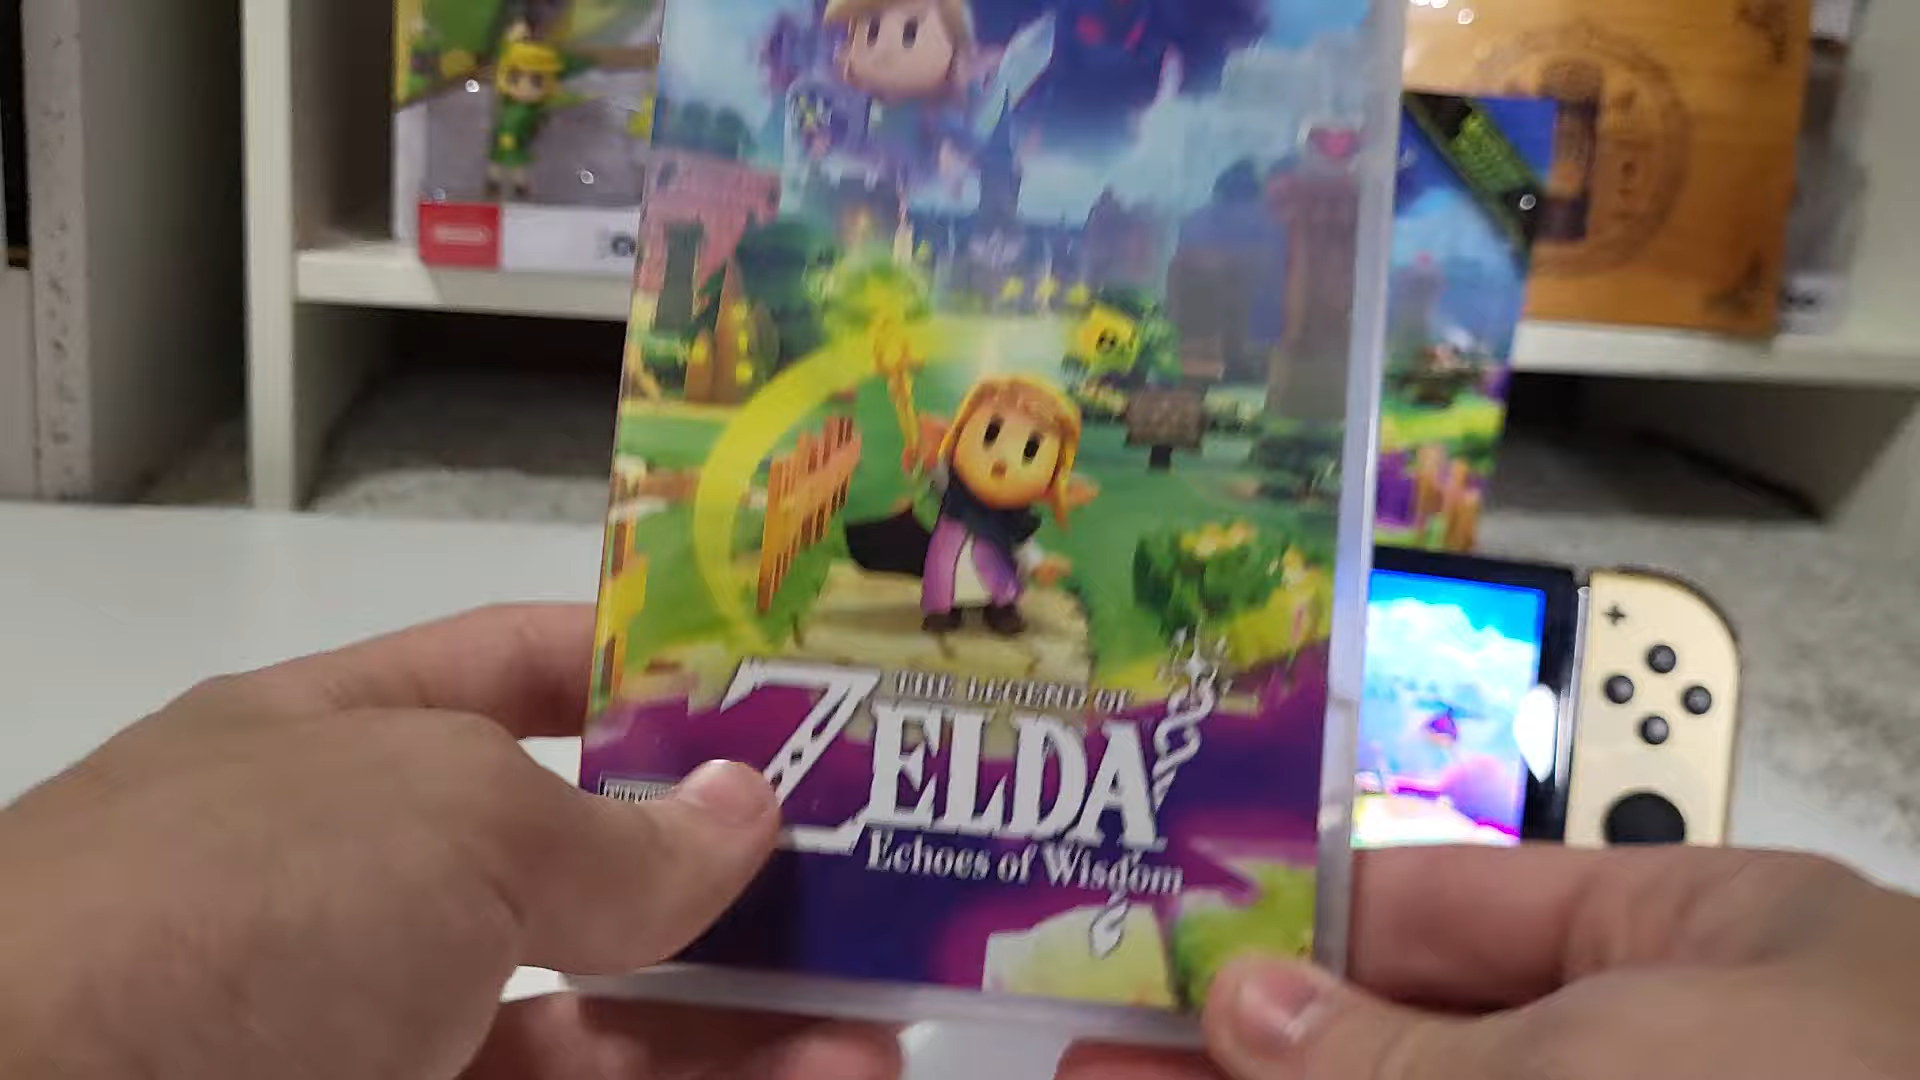 THE LEGEND OF
ZELDA
Echoes of Wisdom